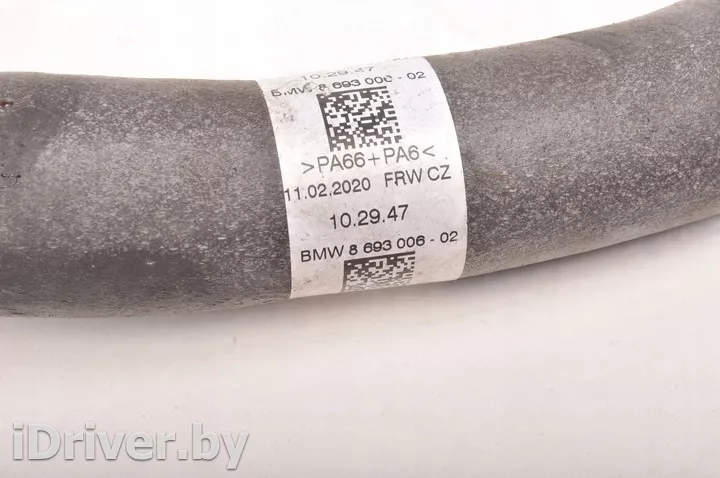 10.29.47
BMW 8 693 006 - 02
>PA66+PA6<
11.02.2020 FRW CZ
10.29.47
BMW 8 693 006 - 02
iDriver.by